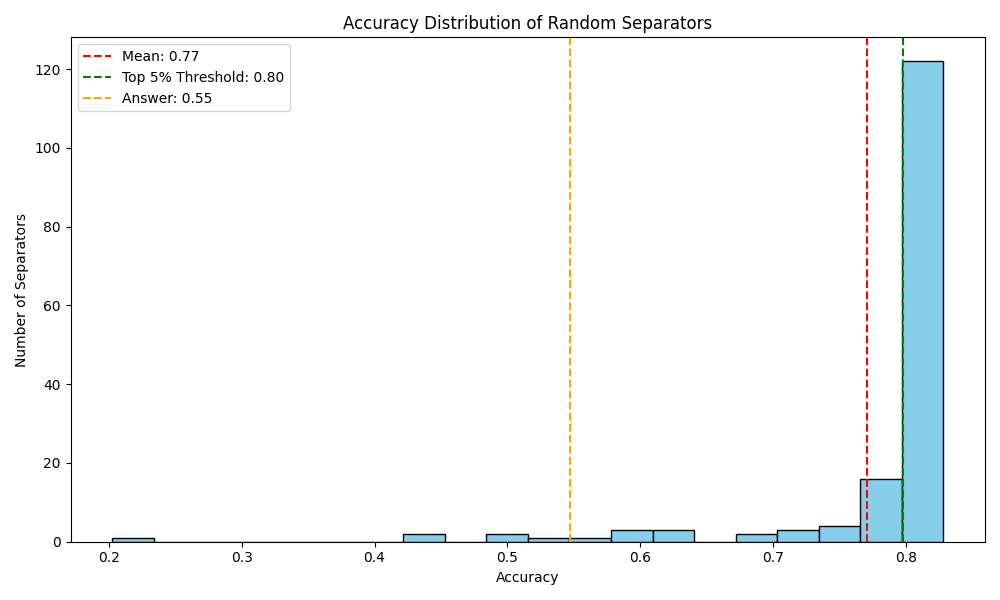 Accuracy Distribution of Random Separators
Mean: 0.77
Top 5% Threshold: 0.80
Answer: 0.55
Number of Separators
120
100
80
60
40
20
0
0.2 0.3 0.4 0.5 0.6 0.7 0.8
Accuracy